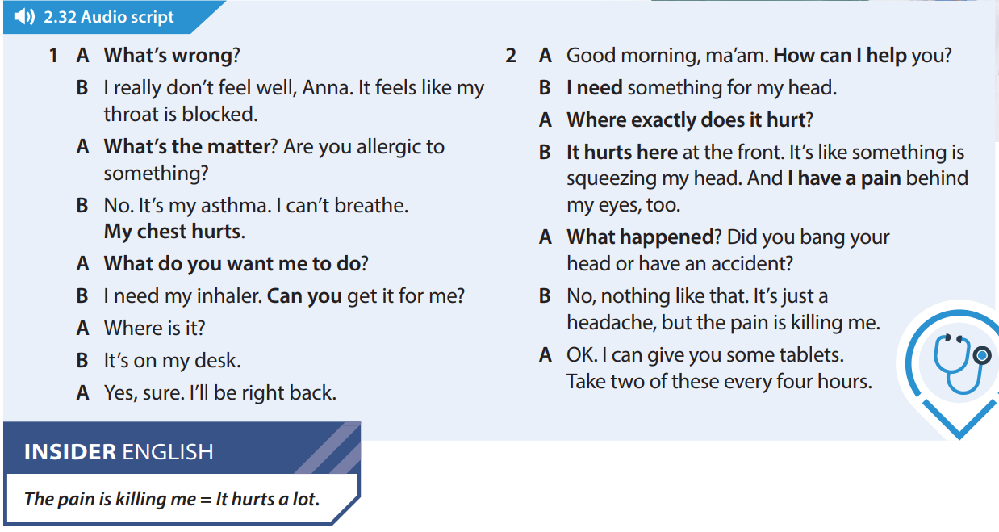 2.32 Audio script
1 A What's wrong?
B I really don't feel well, Anna. It feels like my
throat is blocked.
A What's the matter? Are you allergic to
something?
B No. It's my asthma. I can't breathe.
My chest hurts.
A What do you want me to do?
B I need my inhaler. Can you get it for me?
A Where is it?
B It's on my desk.
A Yes, sure. I'll be right back.
2 A Good morning, ma'am. How can I help you?
B I need something for my head.
A Where exactly does it hurt?
B It hurts here at the front. It's like something is
squeezing my head. And I have a pain behind
my eyes, too.
A What happened? Did you bang your
head or have an accident?
B No, nothing like that. It's just a
headache, but the pain is killing me.
A OK. I can give you some tablets.
Take two of these every four hours.
INSIDER ENGLISH
The pain is killing me = It hurts a lot.